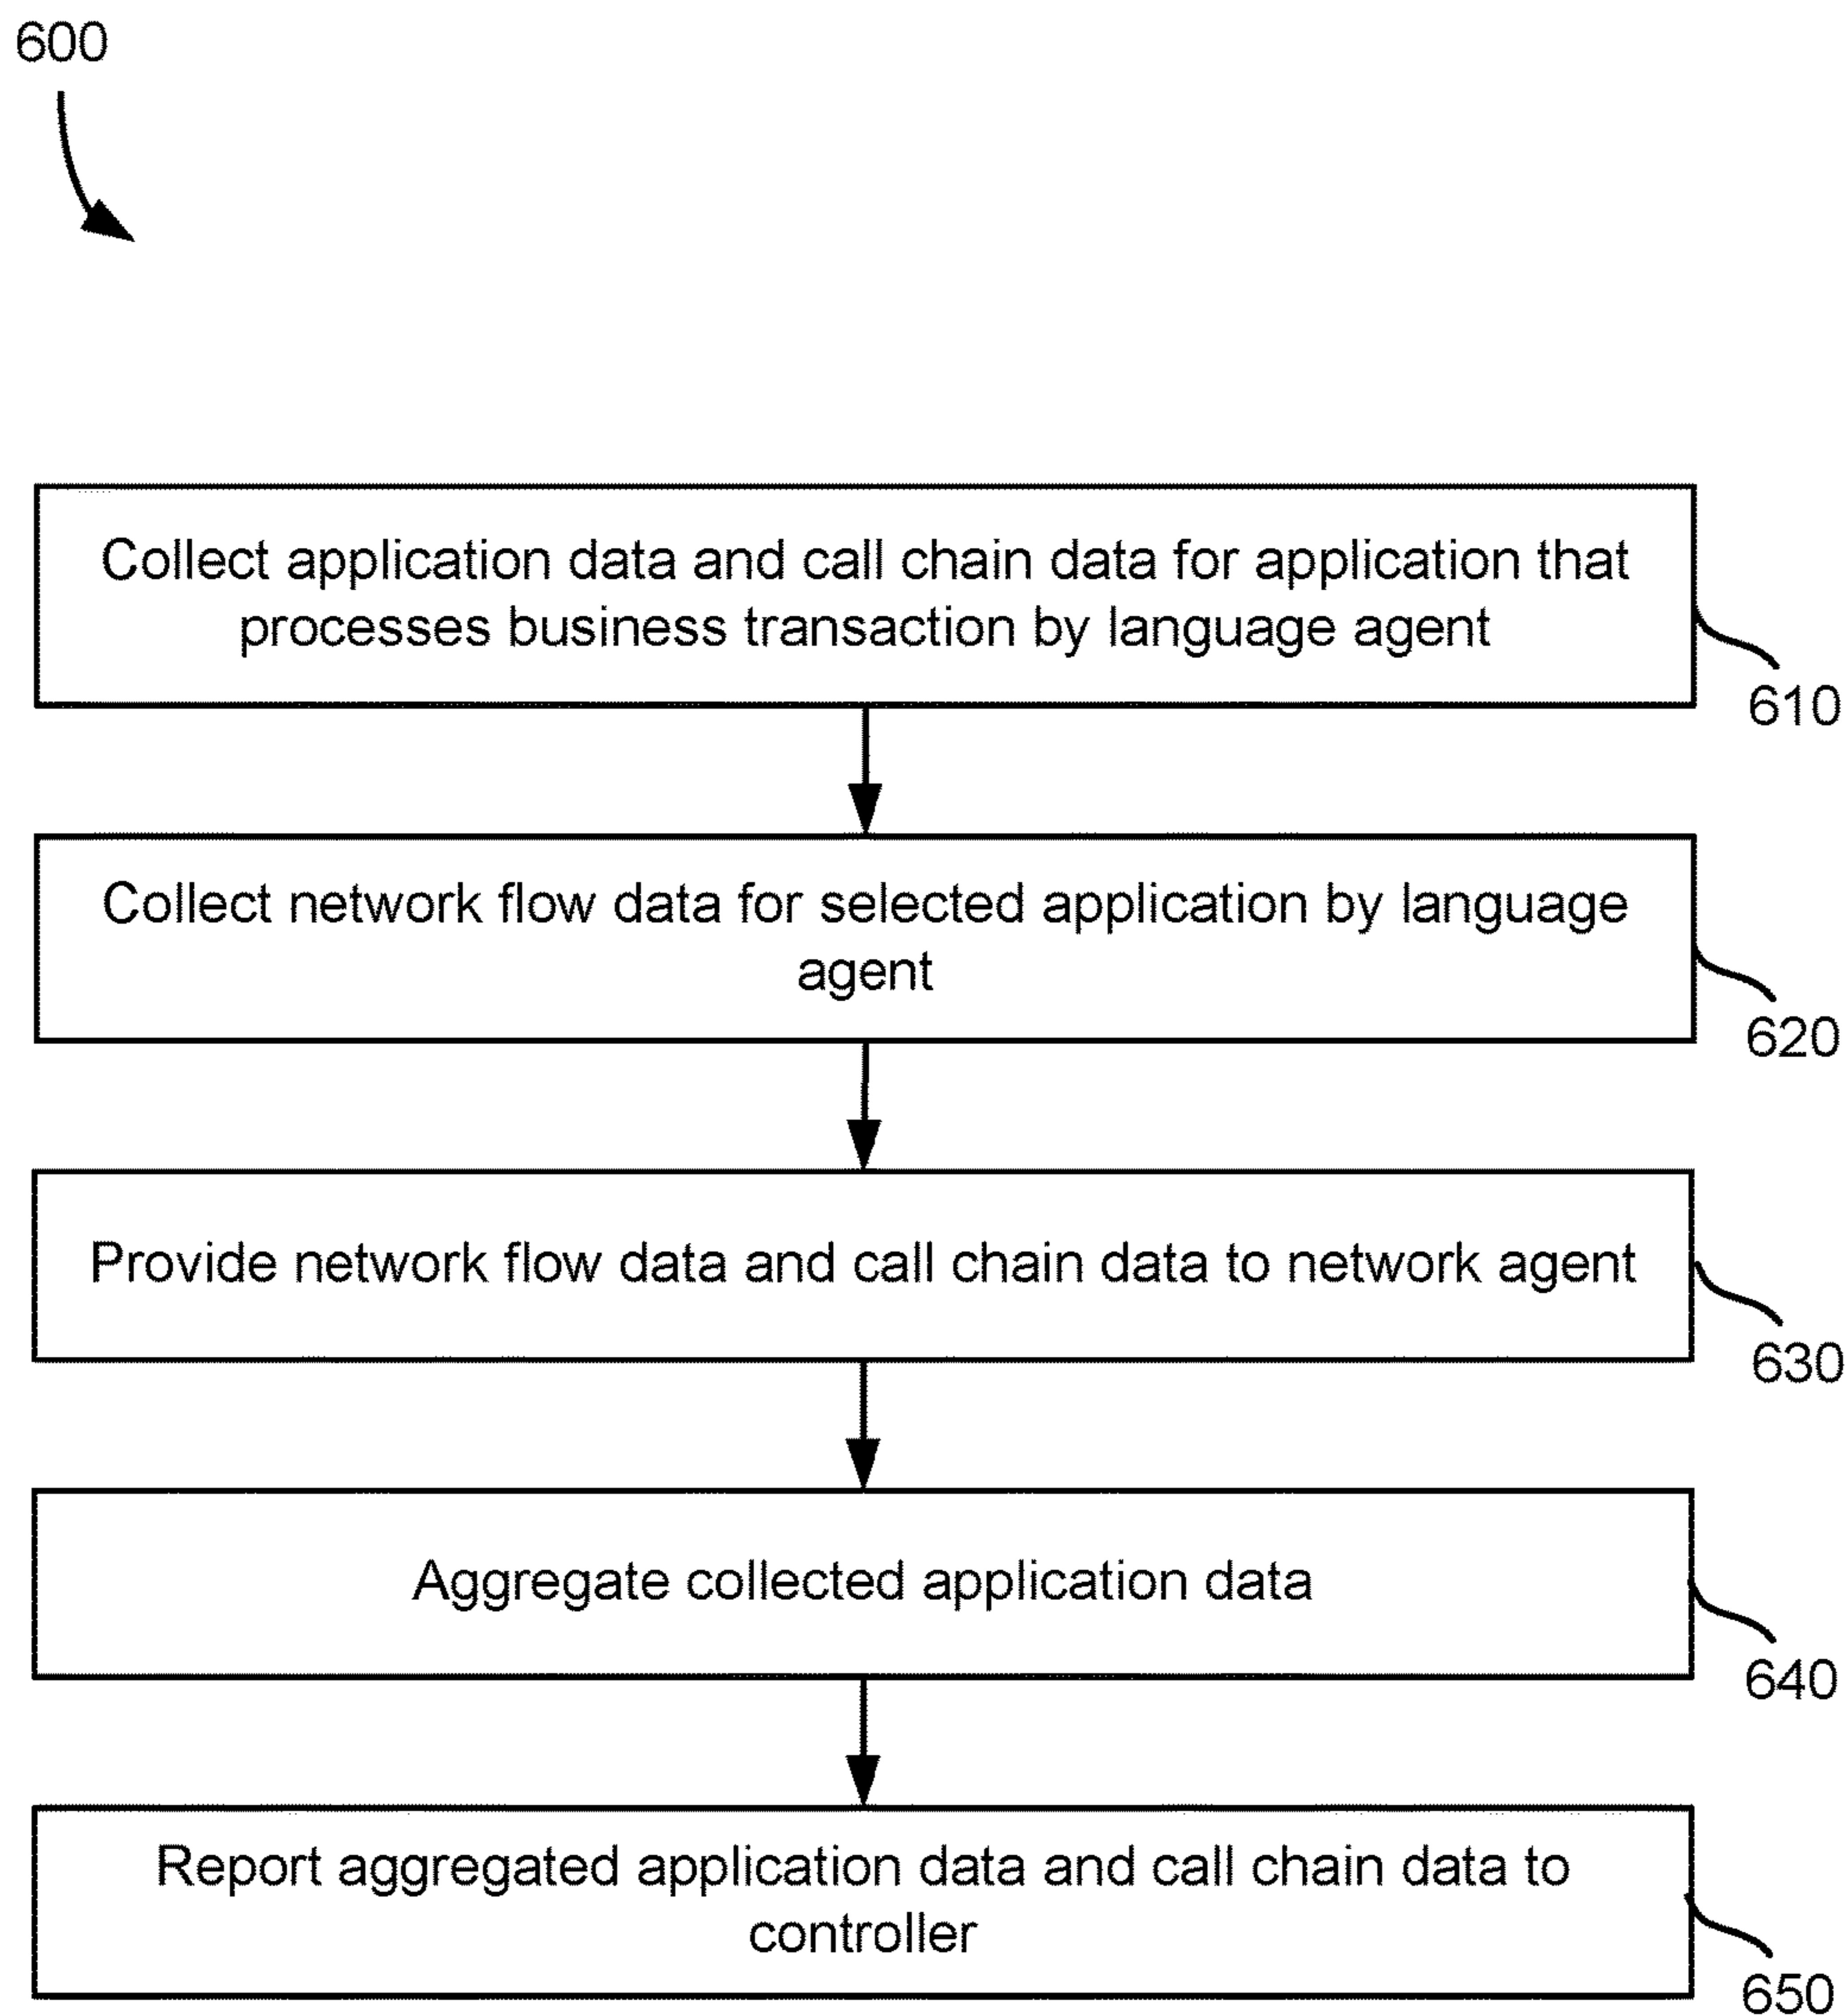 600
Collect application data and call chain data for application that
processes business transaction by language agent
610
Collect network flow data for selected application by language
agent
620
Provide network flow data and call chain data to network agent
630
Aggregate collected application data
640
Report aggregated application data and call chain data to
controller
650